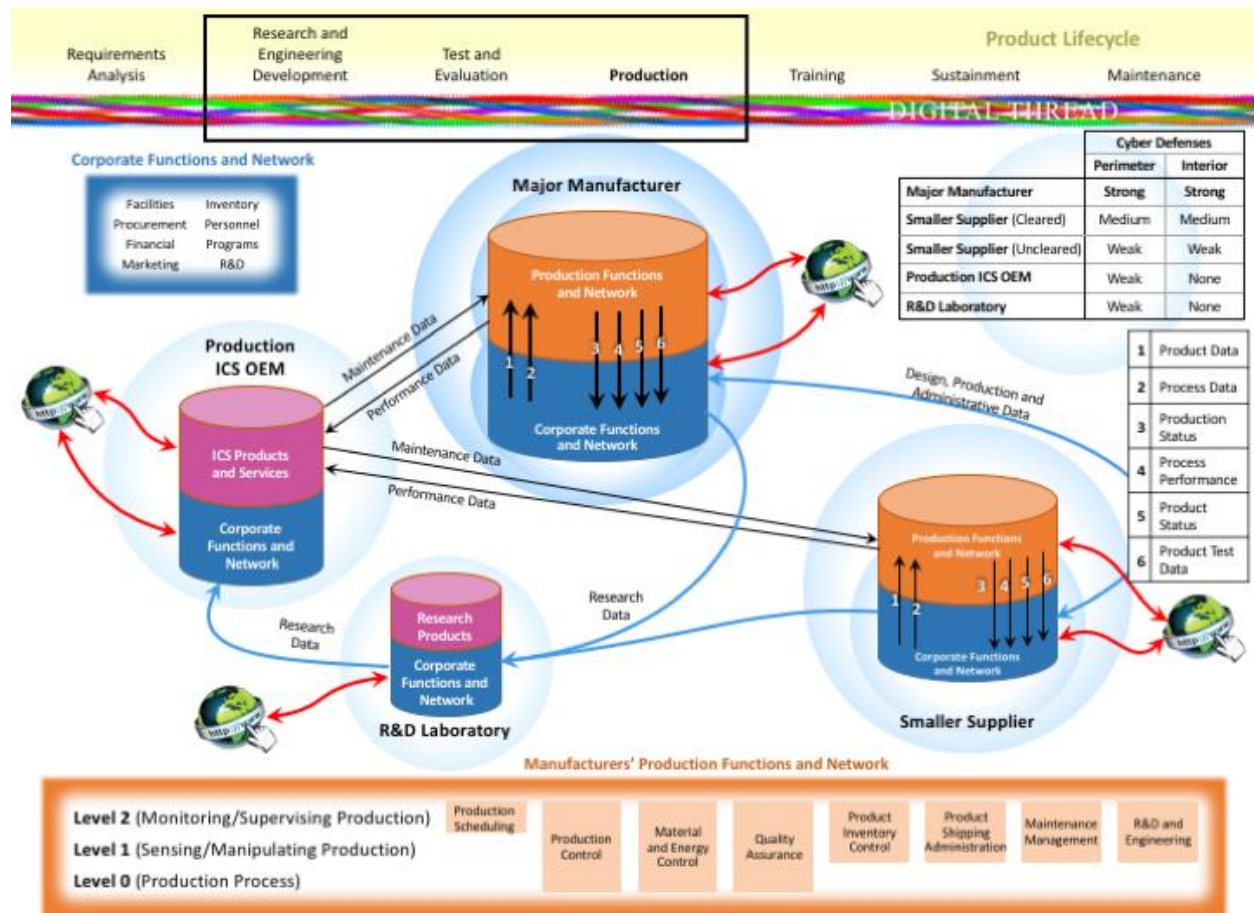 Product Lifecycle
Requirements
Analysis
Research and
Engineering
Development
Test and
Evaluation
Production
Training
Sustainment
Maintenance
DIGITAL THREAD
Corporate Functions and Network
Facilities Inventory
Procurement Personnel
Financial Programs
Marketing R&D
Major Manufacturer
Production Functions
and Network
1 2 3 4 5 6
Corporate Functions
and Network
http://www
Cyber Defenses
Perimeter Interior
Major Manufacturer Strong Strong
Smaller Supplier (Cleared) Medium Medium
Smaller Supplier (Uncleared) Weak Weak
Production ICS OEM Weak None
R&D Laboratory Weak None
1 Product Data
2 Process Data
3 Production
Status
4 Process
Performance
5 Product
Status
6 Product Test
Data
Production
ICS OEM
ICS Products
and Services
Corporate
Functions and
Network
http://www
Maintenance Data
Performance Data
Maintenance Data
Performance Data
Design, Production and
Administrative Data
Production Functions
and Network
1 2 3 4 5 6
Corporate Functions
and Network
Smaller Supplier
http://www
Research
Data
Research
Data
Research
Products
Corporate
Functions and
Network
R&D Laboratory
http://www
Manufacturers' Production Functions and Network
Level 2 (Monitoring/Supervising Production)
Level 1 (Sensing/Manipulating Production)
Level 0 (Production Process)
Production
Scheduling
Production
Control
Material
and Energy
Control
Quality
Assurance
Product
Inventory
Control
Product
Shipping
Administration
Maintenance
Management
R&D and
Engineering